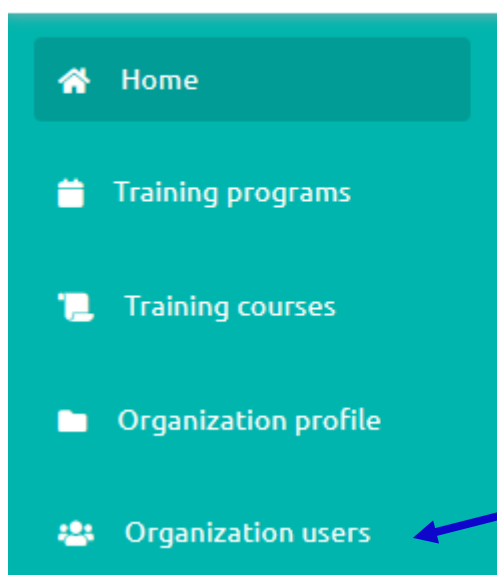 Home
Training programs
Training courses
Organization profile
Organization users